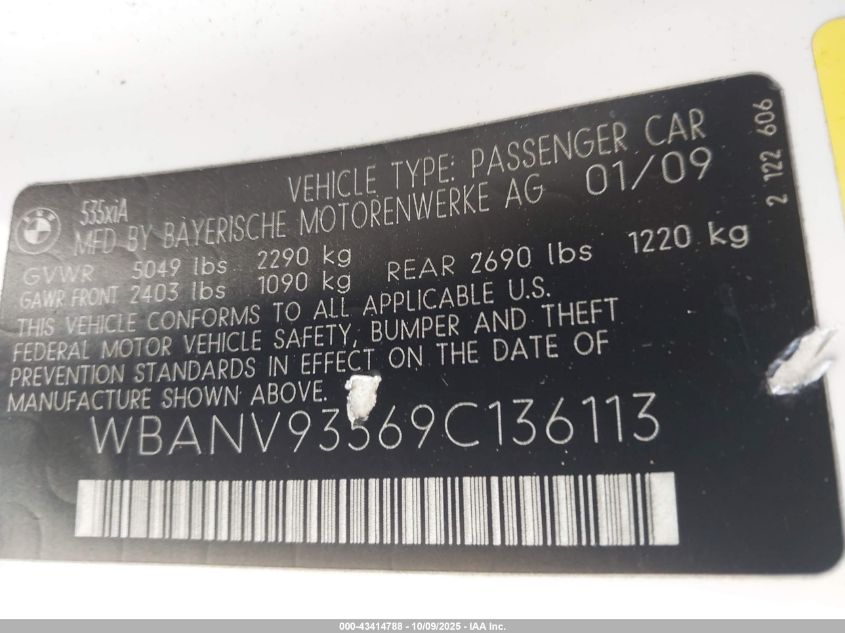 535xiA
VEHICLE TYPE: PASSENGER CAR
MFD BY BAYERISCHE MOTORENWERKE AG 01/09
GVWR 5049 lbs 2290 kg
GAWR FRONT 2403 lbs 1090 kg REAR 2690 lbs 1220 kg
THIS VEHICLE CONFORMS TO ALL APPLICABLE U.S.
FEDERAL MOTOR VEHICLE SAFETY, BUMPER AND THEFT
PREVENTION STANDARDS IN EFFECT ON THE DATE OF
MANUFACTURE SHOWN ABOVE.
WBANV93569C136113
2 122 606
000-43414788 - 10/09/2025 - IAA Inc.